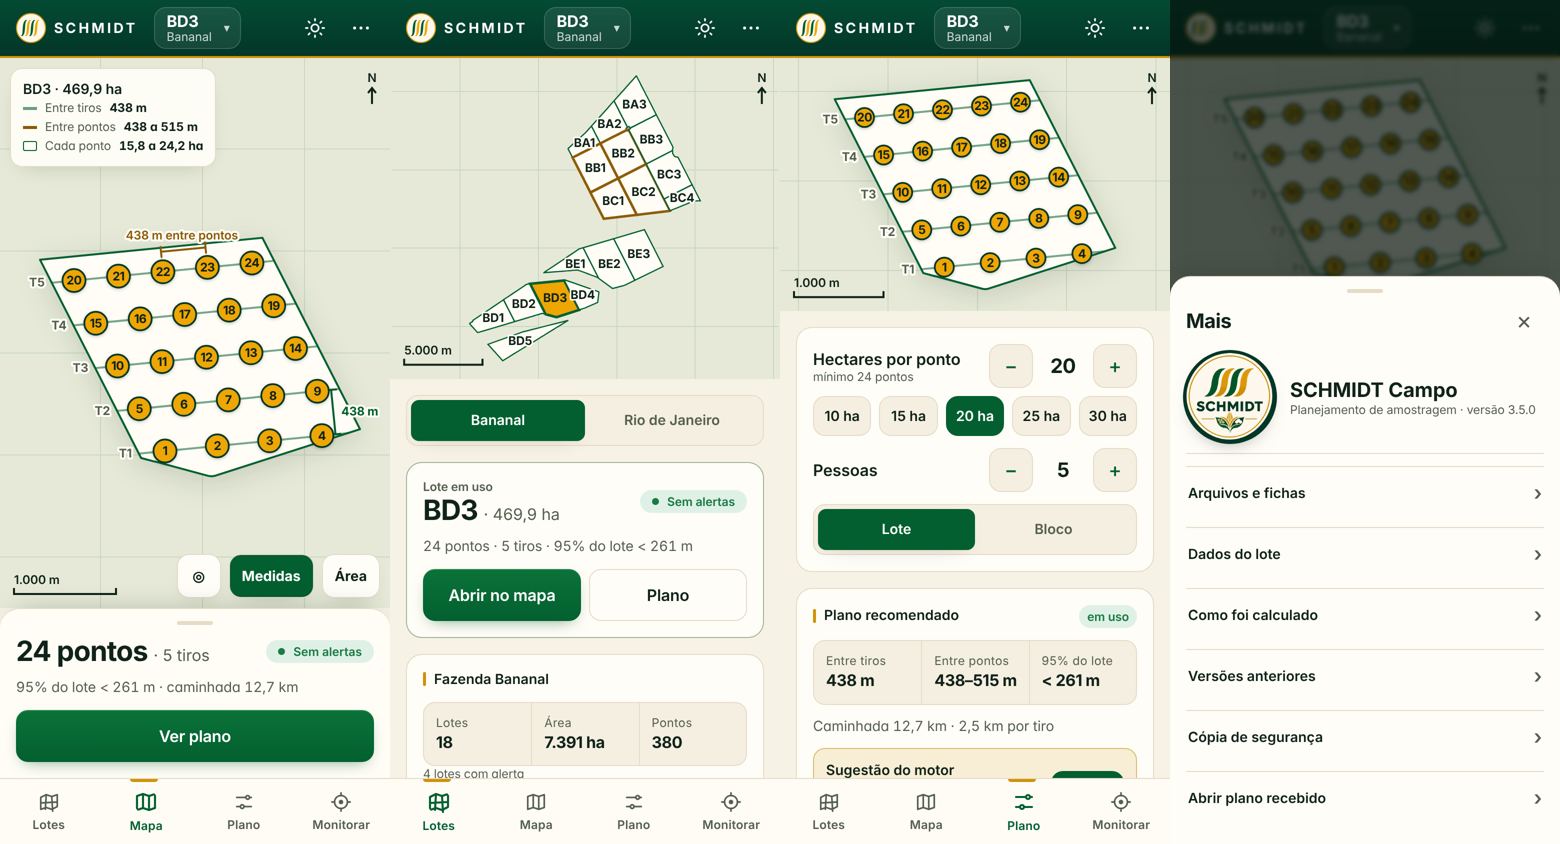 SCHMIDT
BD3
Bananal
BD3 · 469,9 ha
Entre tiros 438 m
Entre pontos 438 a 515 m
Cada ponto 15,8 a 24,2 ha
N
438 m entre pontos
T5 20 21 22 23 24
T4 15 16 17 18 19
T3 10 11 12 13 14
T2 5 6 7 8 9
438 m
T1 1 2 3 4
1.000 m
Medidas
Área
24 pontos · 5 tiros
Sem alertas
95% do lote < 261 m · caminhada 12,7 km
Ver plano
Lotes
Mapa
Plano
Monitorar
SCHMIDT
BD3
Bananal
N
BA3
BA2
BA1
BB3
BB2
BB1
BC3
BC2
BC4
BC1
BE3
BE1
BE2
BD3
BD4
BD2
BD1
BD5
5.000 m
Bananal
Rio de Janeiro
Lote em uso
BD3 · 469,9 ha
Sem alertas
24 pontos · 5 tiros · 95% do lote < 261 m
Abrir no mapa
Plano
Fazenda Bananal
Lotes
18
Área
7.391 ha
Pontos
380
4 lotes com alerta
Lotes
Mapa
Plano
Monitorar
SCHMIDT
BD3
Bananal
N
T5 20 21 22 23 24
T4 15 16 17 18 19
T3 10 11 12 13 14
T2 5 6 7 8 9
T1 1 2 3 4
1.000 m
Hectares por ponto
mínimo 24 pontos
− 20 +
10 ha
15 ha
20 ha
25 ha
30 ha
Pessoas
− 5 +
Lote
Bloco
Plano recomendado
em uso
Entre tiros
438 m
Entre pontos
438–515 m
95% do lote
< 261 m
Caminhada 12,7 km · 2,5 km por tiro
Sugestão do motor
Lotes
Mapa
Plano
Monitorar
SCHMIDT
BD3
Bananal
N
Mais
SCHMIDT
SCHMIDT Campo
Planejamento de amostragem · versão 3.5.0
Arquivos e fichas
Dados do lote
Como foi calculado
Versões anteriores
Cópia de segurança
Abrir plano recebido